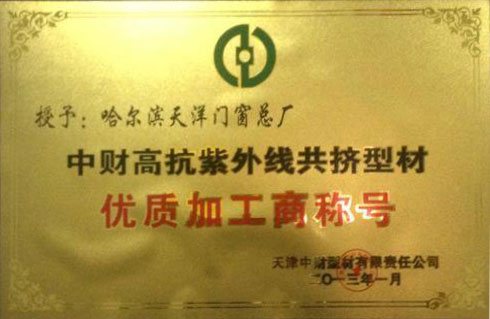 授予：哈尔滨天洋门窗总厂
中财高抗紫外线共挤型材
优质加工商称号
天津中财型材有限责任公司
二〇一三年一月